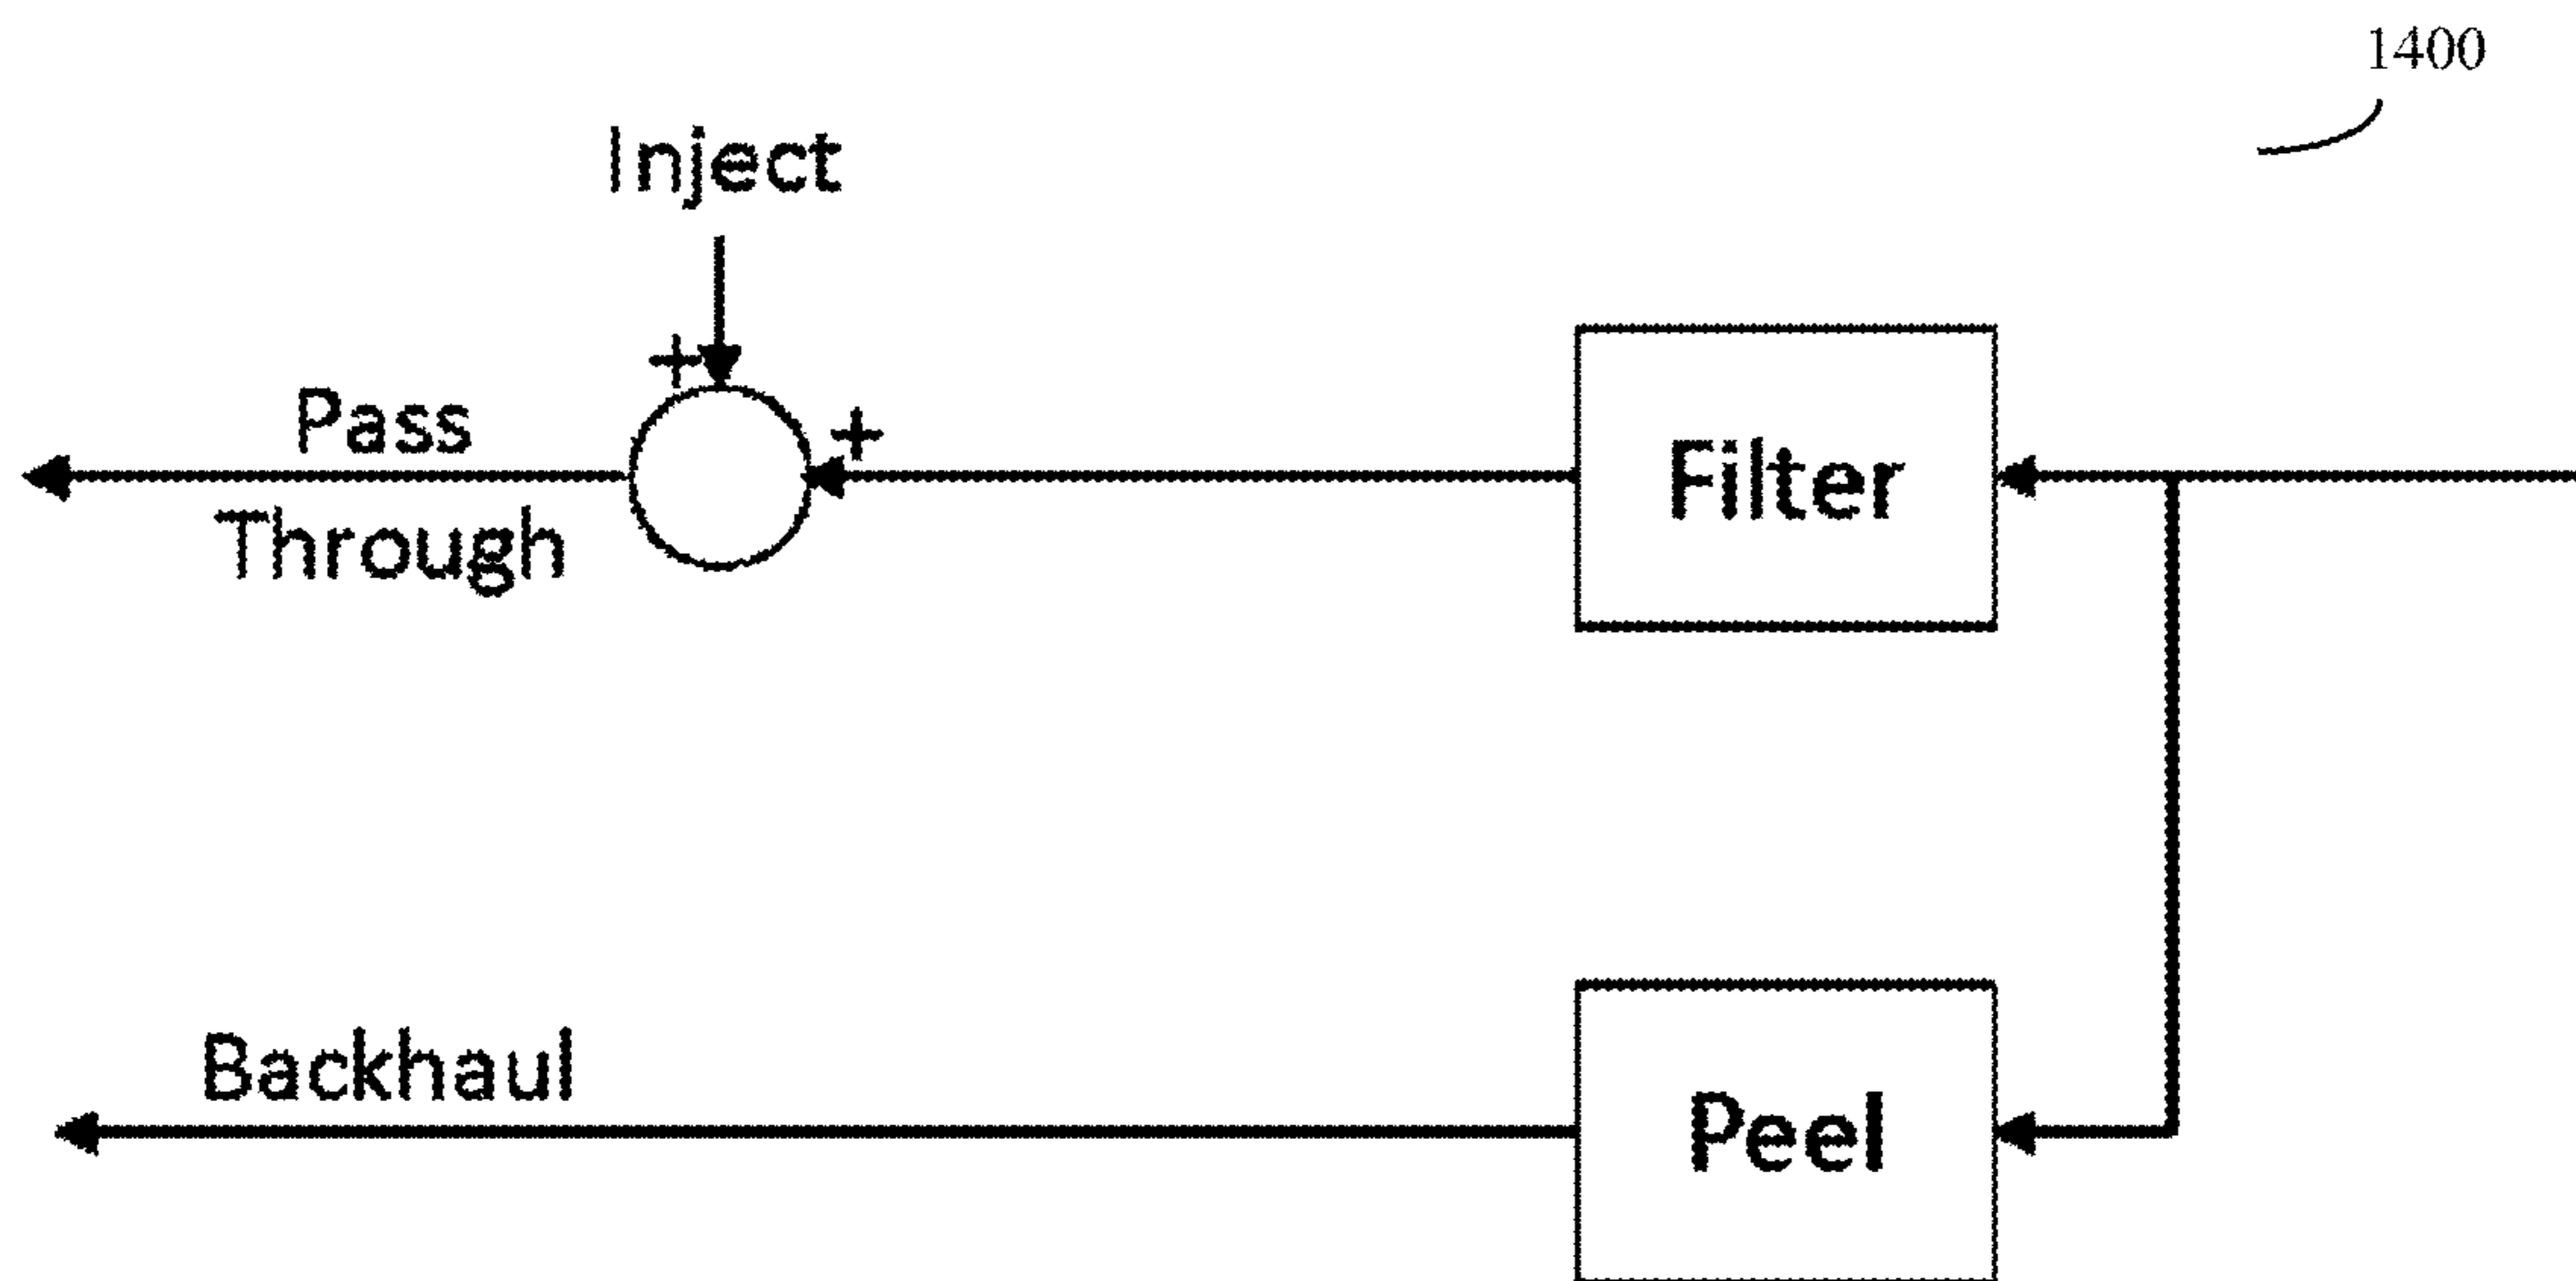 1400
Inject
+
+
Pass
Through
Filter
Backhaul
Peel